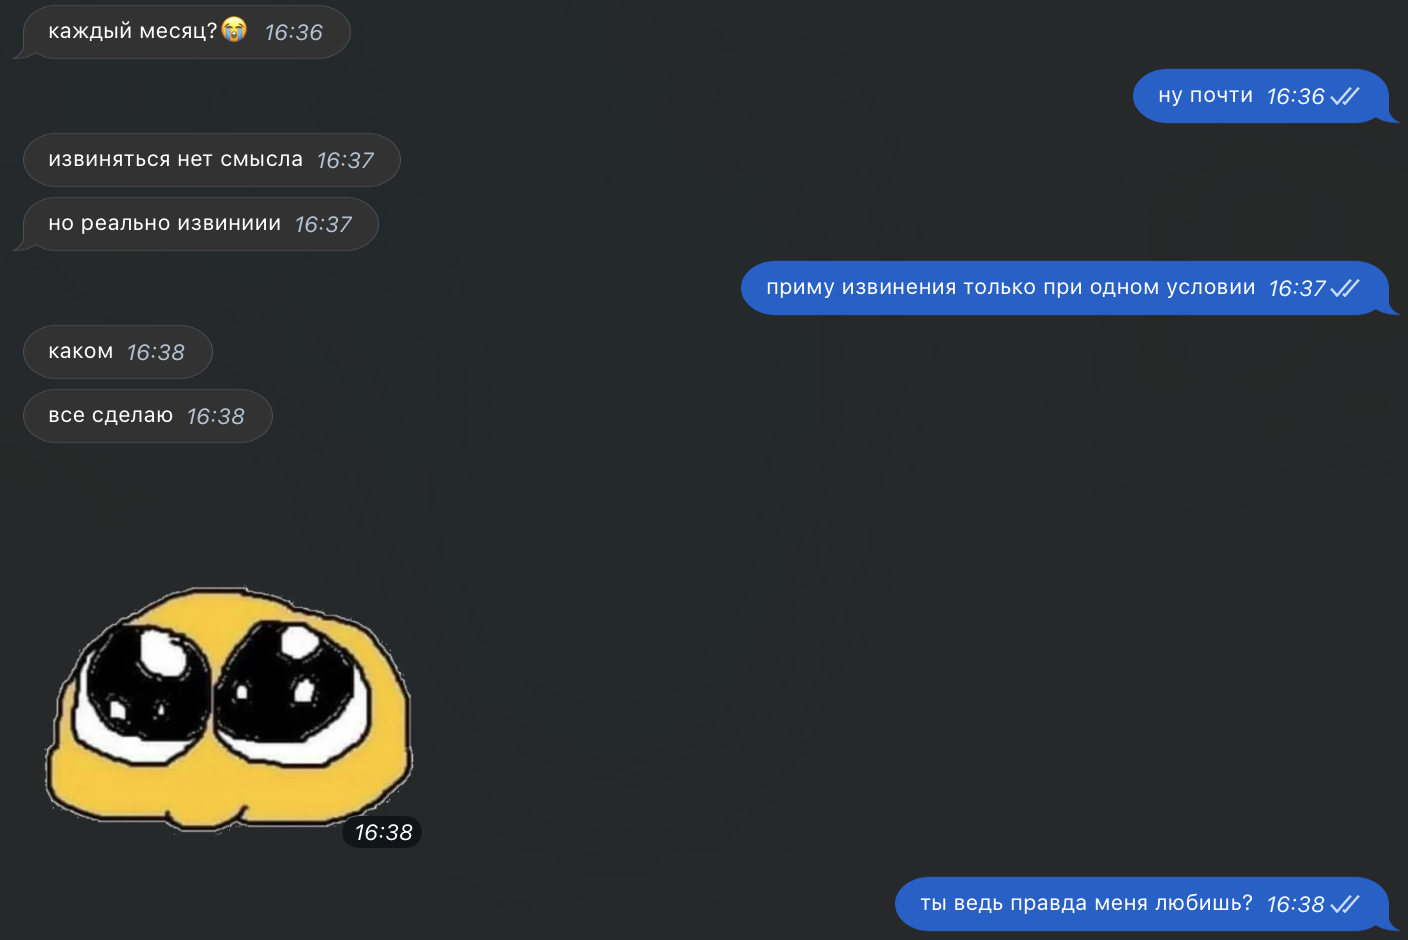 каждый месяц?😭 16:36
ну почти 16:36
извиняться нет смысла 16:37
но реально извиниии 16:37
приму извинения только при одном условии 16:37
каком 16:38
все сделаю 16:38
16:38
ты ведь правда меня любишь? 16:38